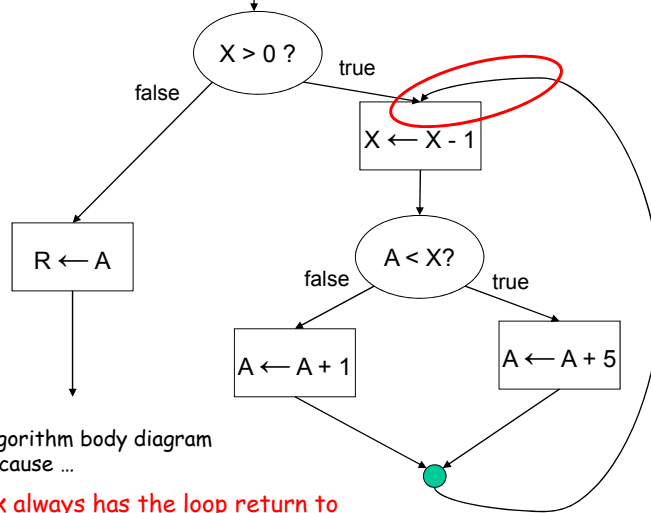 X > 0 ?
false
true
X ← X - 1
R ← A
A < X?
false
true
A ← A + 1
A ← A + 5
gorithm body diagram
cause ...
x always has the loop return to